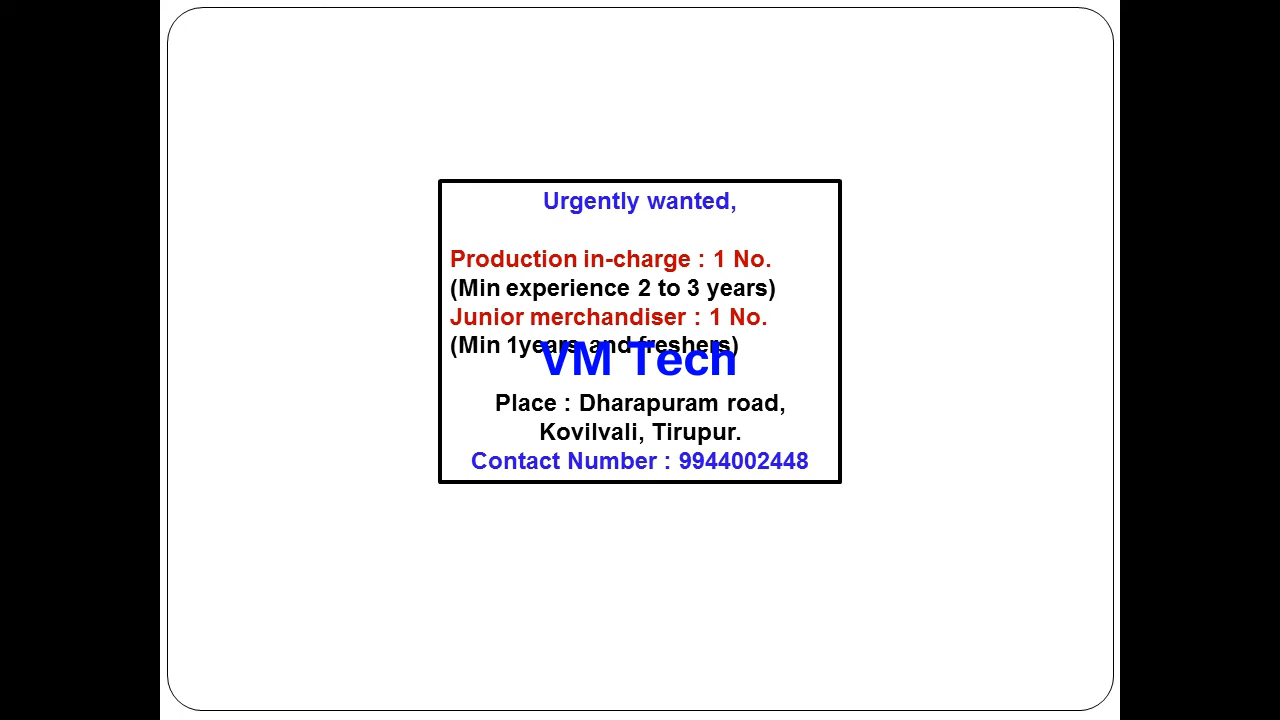 Urgently wanted,
Production in-charge : 1 No.
(Min experience 2 to 3 years)
Junior merchandiser : 1 No.
(Min 1years and freshers)
VM Tech
Place : Dharapuram road,
Kovilvali, Tirupur.
Contact Number : 9944002448